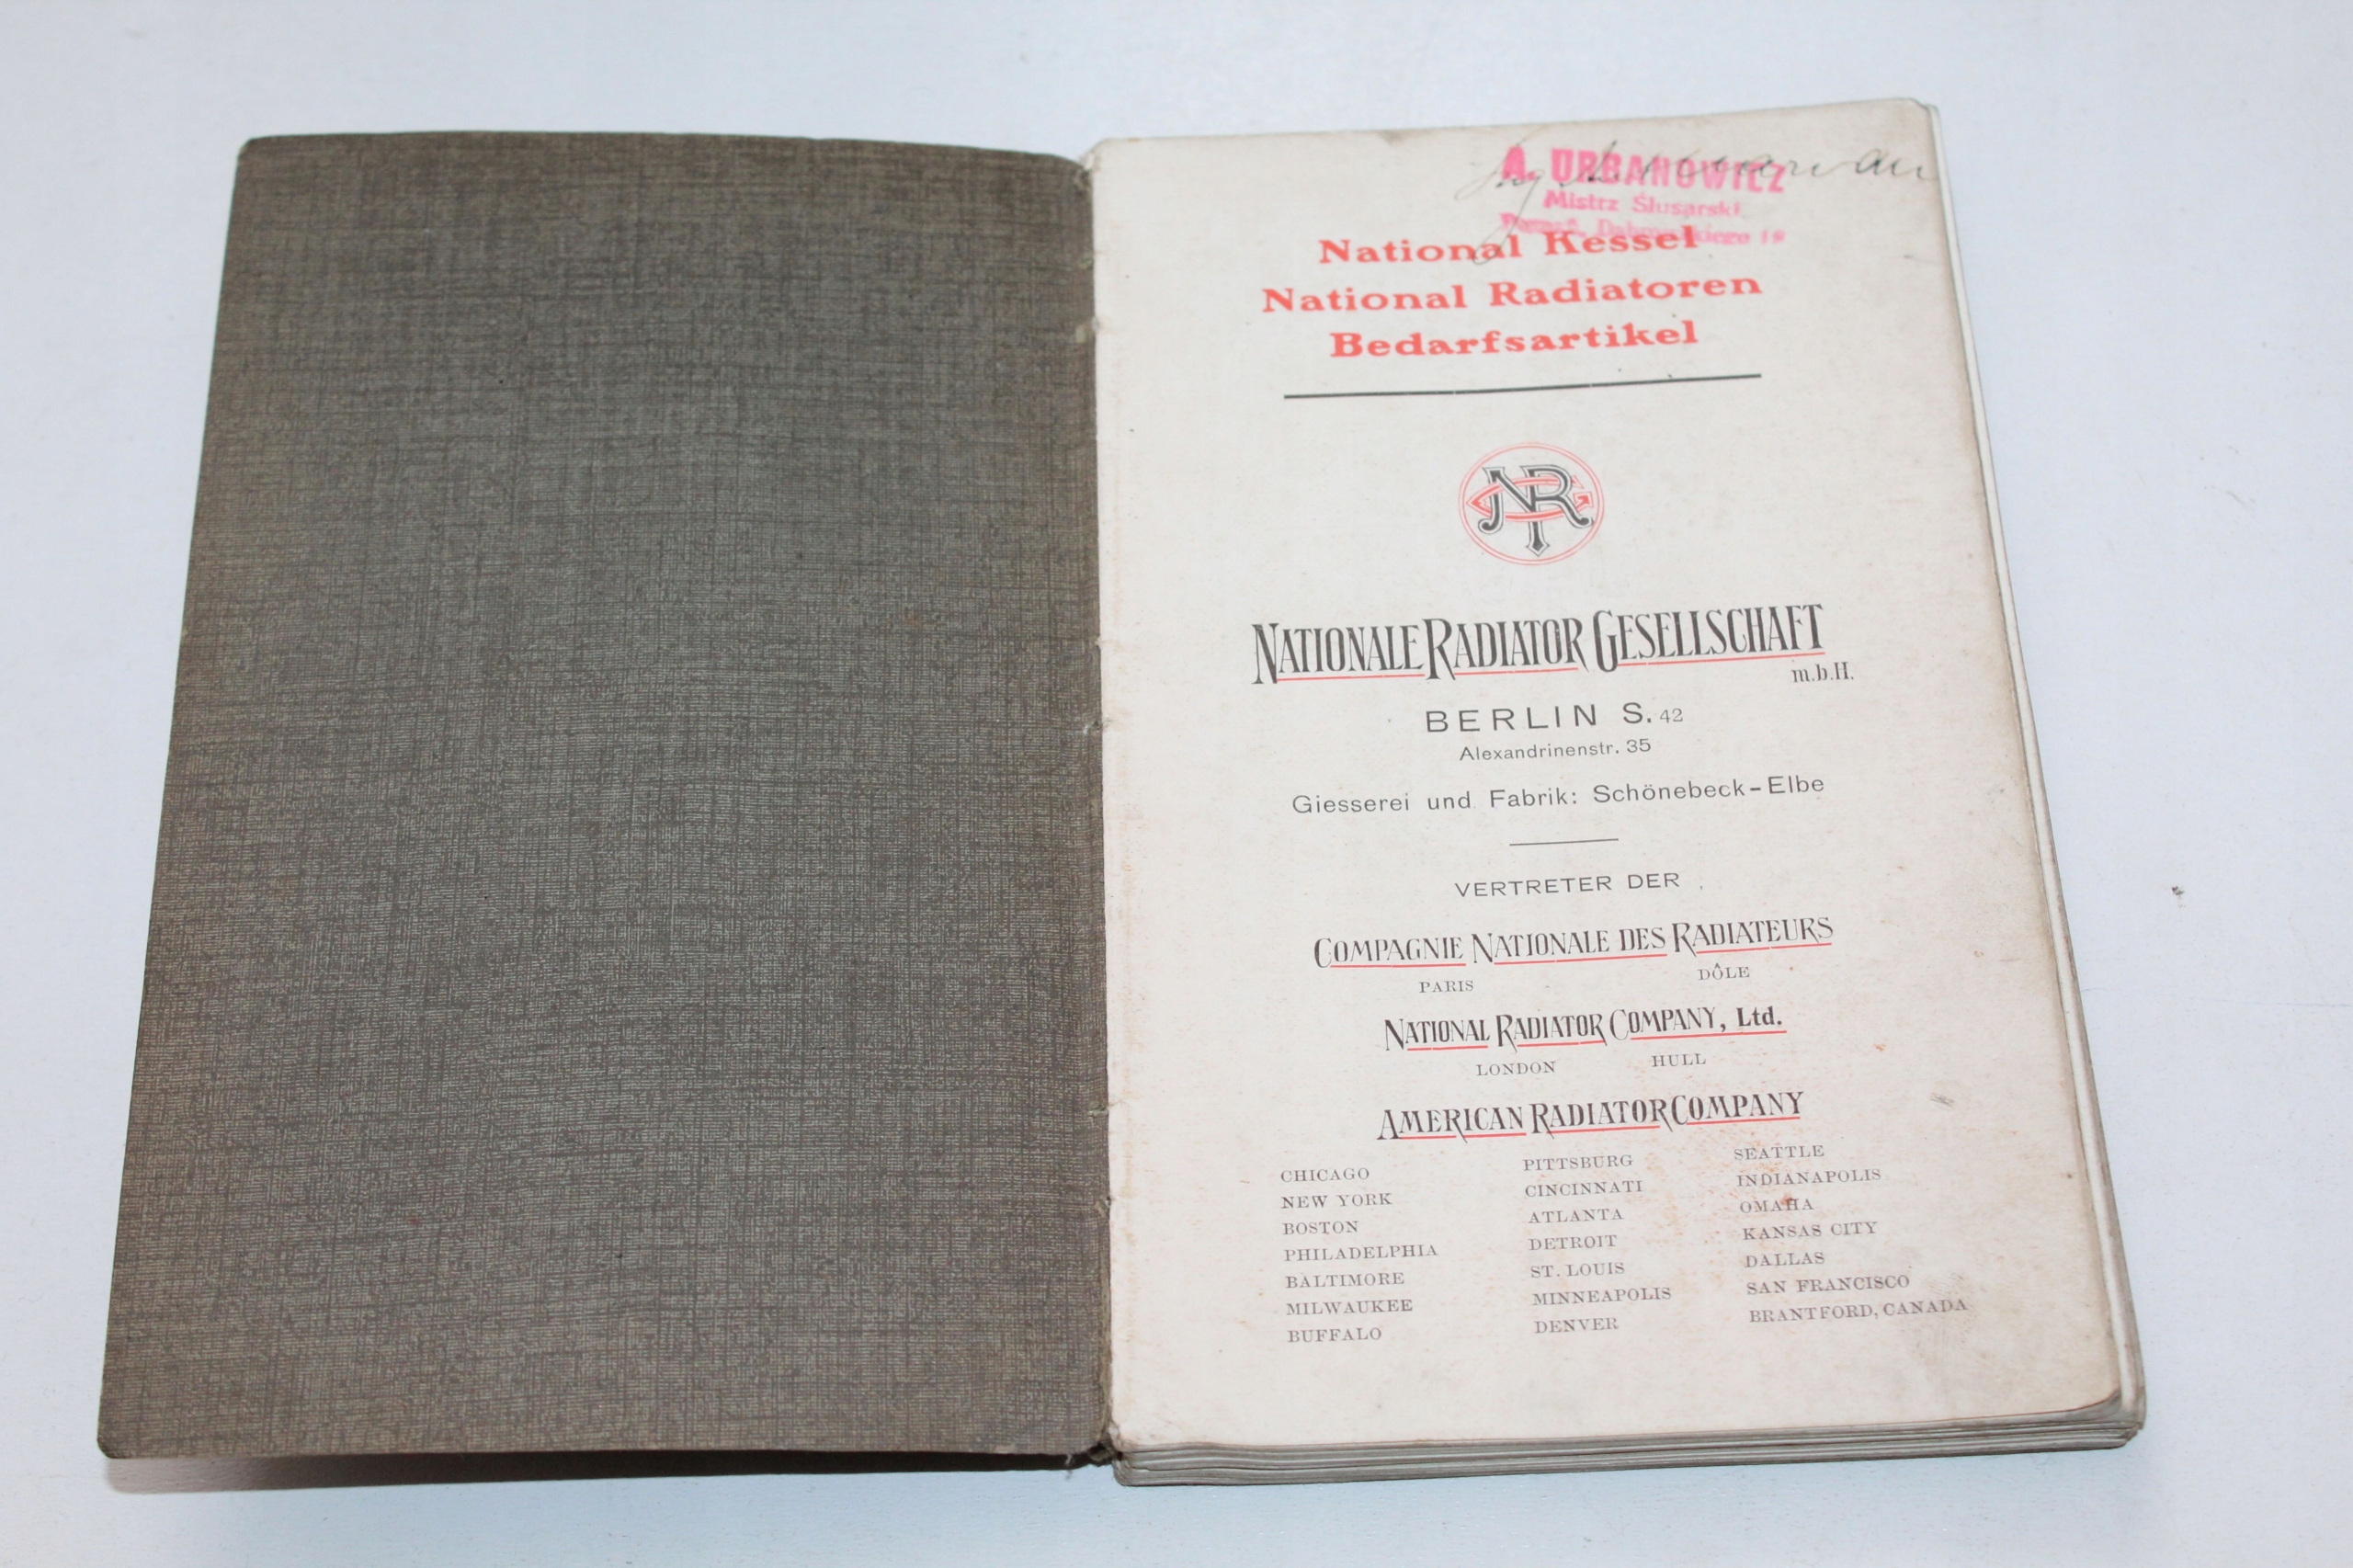 A. URBANOWICZ
Mistrz Ślusarski
Poznań, Dąbrowskiego
National Kessel
National Radiatoren
Bedarfsartikel
NRG
NATIONALE RADIATOR GESELLSCHAFT
m.b.H.
BERLIN S. 42
Alexandrinenstr. 35
Giesserei und Fabrik: Schönebeck-Elbe
VERTRETER DER
COMPAGNIE NATIONALE DES RADIATEURS
PARIS DÔLE
NATIONAL RADIATOR COMPANY, Ltd.
LONDON HULL
AMERICAN RADIATOR COMPANY
CHICAGO
NEW YORK
BOSTON
PHILADELPHIA
BALTIMORE
MILWAUKEE
BUFFALO
PITTSBURG
CINCINNATI
ATLANTA
DETROIT
ST. LOUIS
MINNEAPOLIS
DENVER
SEATTLE
INDIANAPOLIS
OMAHA
KANSAS CITY
DALLAS
SAN FRANCISCO
BRANTFORD, CANADA